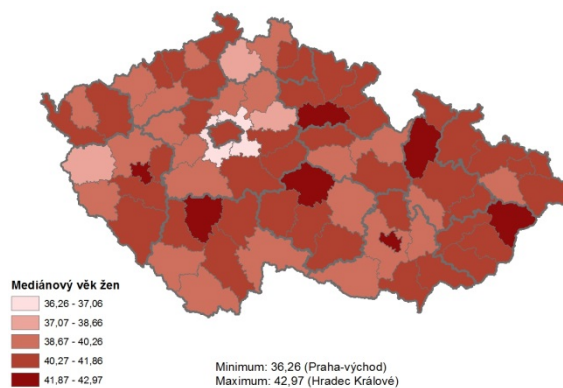 Mediánový věk žen
36,26 - 37,06
37,07 - 38,66
38,67 - 40,26
40,27 - 41,86
41,87 - 42,97
Minimum: 36,26 (Praha-východ)
Maximum: 42,97 (Hradec Králové)